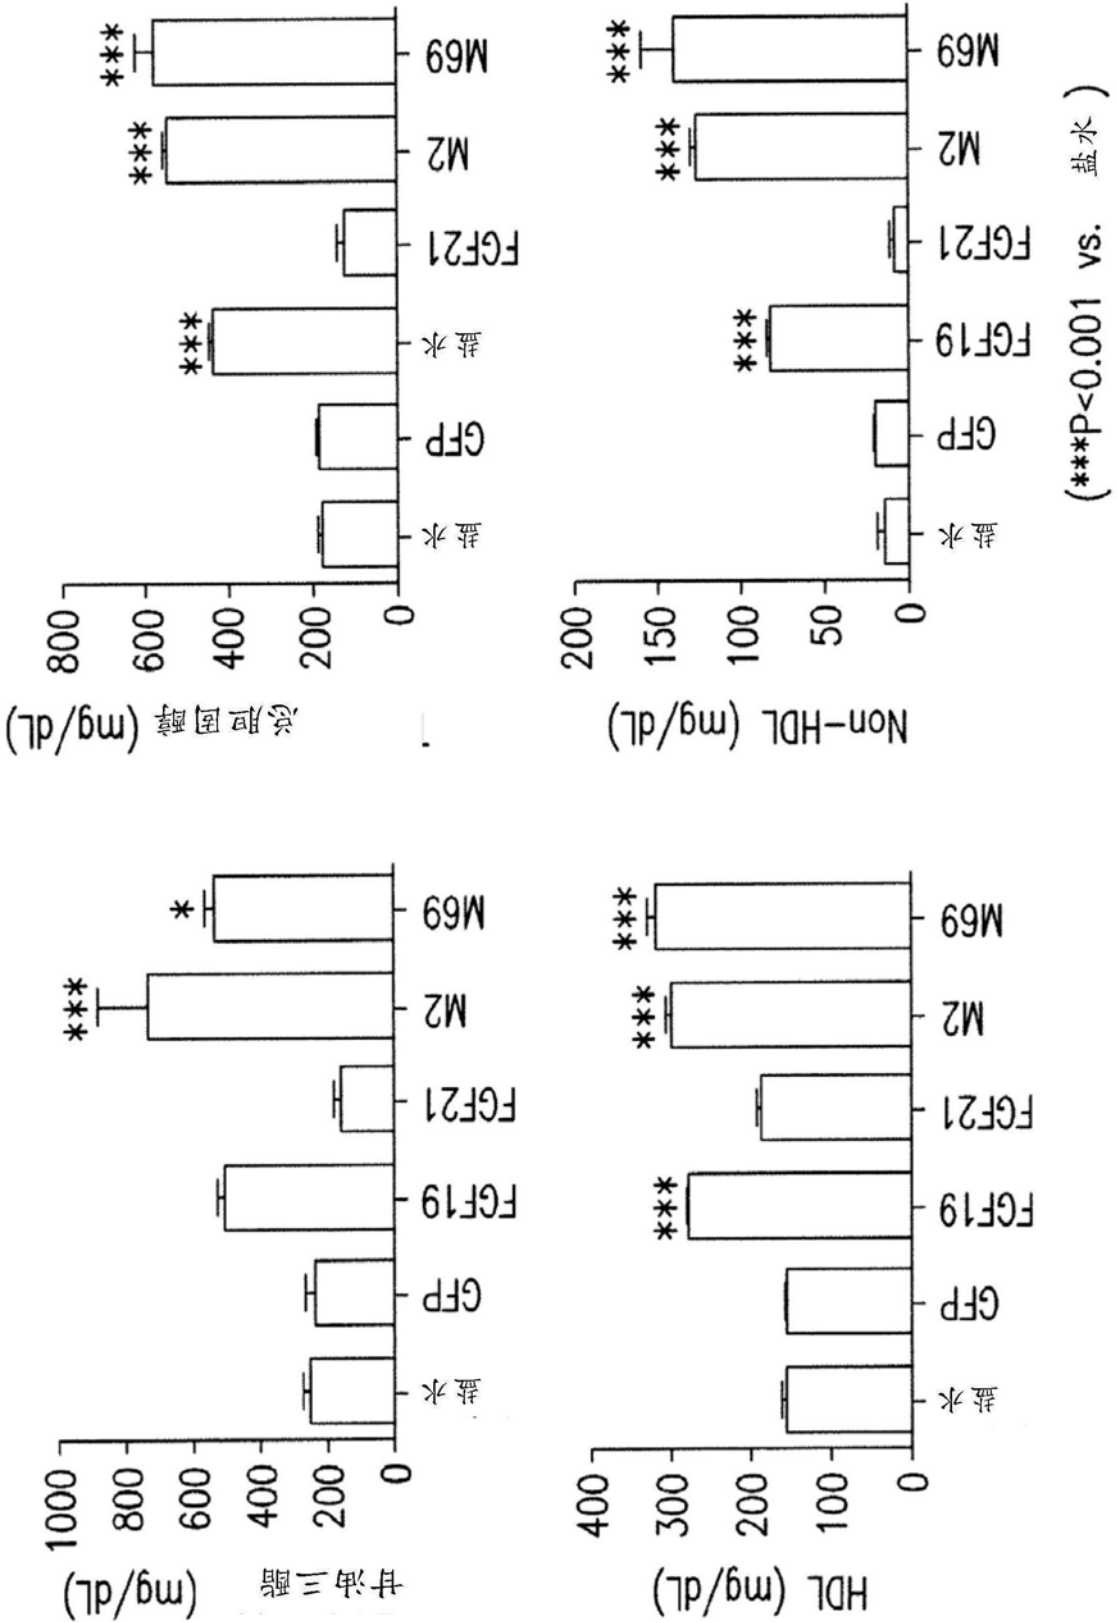 甘油三酯 (mg/dL)
1000
800
600
400
200
0
***
*
盐水
GFP
FGF19
FGF21
M2
M69
总胆固醇 (mg/dL)
800
600
400
200
0
***
***
***
盐水
GFP
盐水
FGF21
M2
M69
HDL (mg/dL)
400
300
200
100
0
***
***
***
盐水
GFP
FGF19
FGF21
M2
M69
Non-HDL (mg/dL)
200
150
100
50
0
***
***
***
盐水
GFP
FGF19
FGF21
M2
M69
(***P<0.001 vs. 盐水 )